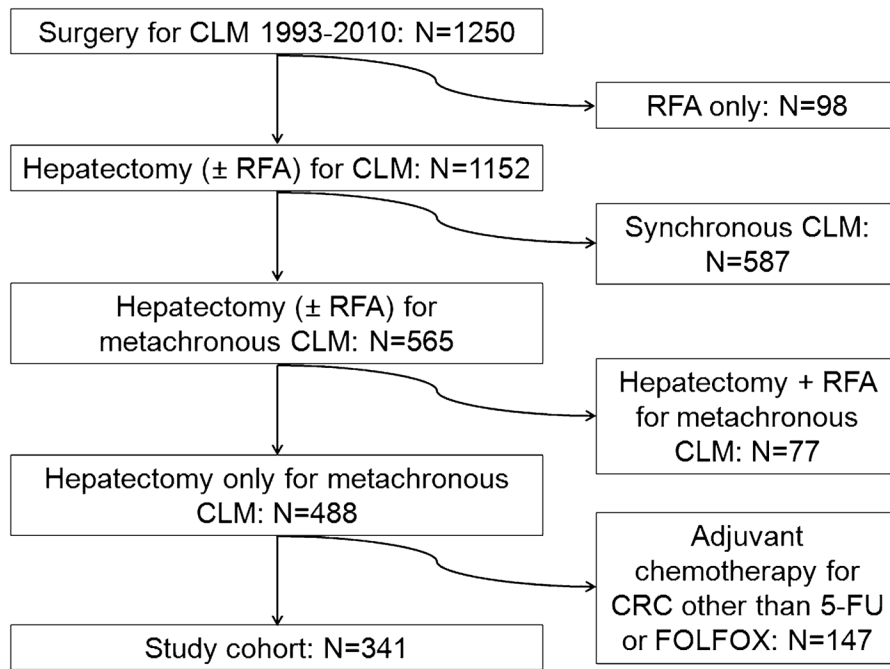 Surgery for CLM 1993-2010: N=1250
RFA only: N=98
Hepatectomy (± RFA) for CLM: N=1152
Synchronous CLM:
N=587
Hepatectomy (± RFA) for
metachronous CLM: N=565
Hepatectomy + RFA
for metachronous
CLM: N=77
Hepatectomy only for metachronous
CLM: N=488
Adjuvant
chemotherapy for
CRC other than 5-FU
or FOLFOX: N=147
Study cohort: N=341